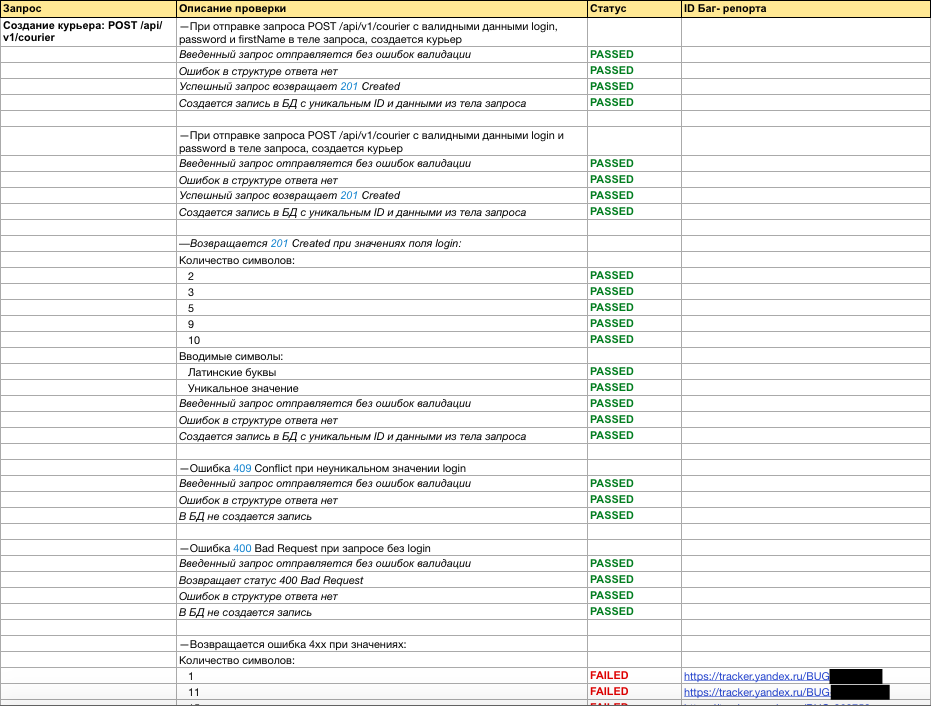 Запрос Описание проверки Статус ID Баг- репорта
Создание курьера: POST /api/
v1/courier
—При отправке запроса POST /api/v1/courier с валидными данными login,
password и firstName в теле запроса, создается курьер
Введенный запрос отправляется без ошибок валидации PASSED
Ошибок в структуре ответа нет PASSED
Успешный запрос возвращает 201 Created PASSED
Создается запись в БД с уникальным ID и данными из тела запроса PASSED
—При отправке запроса POST /api/v1/courier с валидными данными login и
password в теле запроса, создается курьер
Введенный запрос отправляется без ошибок валидации PASSED
Ошибок в структуре ответа нет PASSED
Успешный запрос возвращает 201 Created PASSED
Создается запись в БД с уникальным ID и данными из тела запроса PASSED
—Возвращается 201 Created при значениях поля login:
Количество символов:
2 PASSED
3 PASSED
5 PASSED
9 PASSED
10 PASSED
Вводимые символы:
Латинские буквы PASSED
Уникальное значение PASSED
Введенный запрос отправляется без ошибок валидации PASSED
Ошибок в структуре ответа нет PASSED
Создается запись в БД с уникальным ID и данными из тела запроса PASSED
—Ошибка 409 Conflict при неуникальном значении login
Введенный запрос отправляется без ошибок валидации PASSED
Ошибок в структуре ответа нет PASSED
В БД не создается запись PASSED
—Ошибка 400 Bad Request при запросе без login
Введенный запрос отправляется без ошибок валидации PASSED
Возвращает статус 400 Bad Request PASSED
Ошибок в структуре ответа нет PASSED
В БД не создается запись PASSED
—Возвращается ошибка 4xx при значениях:
Количество символов:
1 FAILED https://tracker.yandex.ru/BUG
11 FAILED https://tracker.yandex.ru/BUG